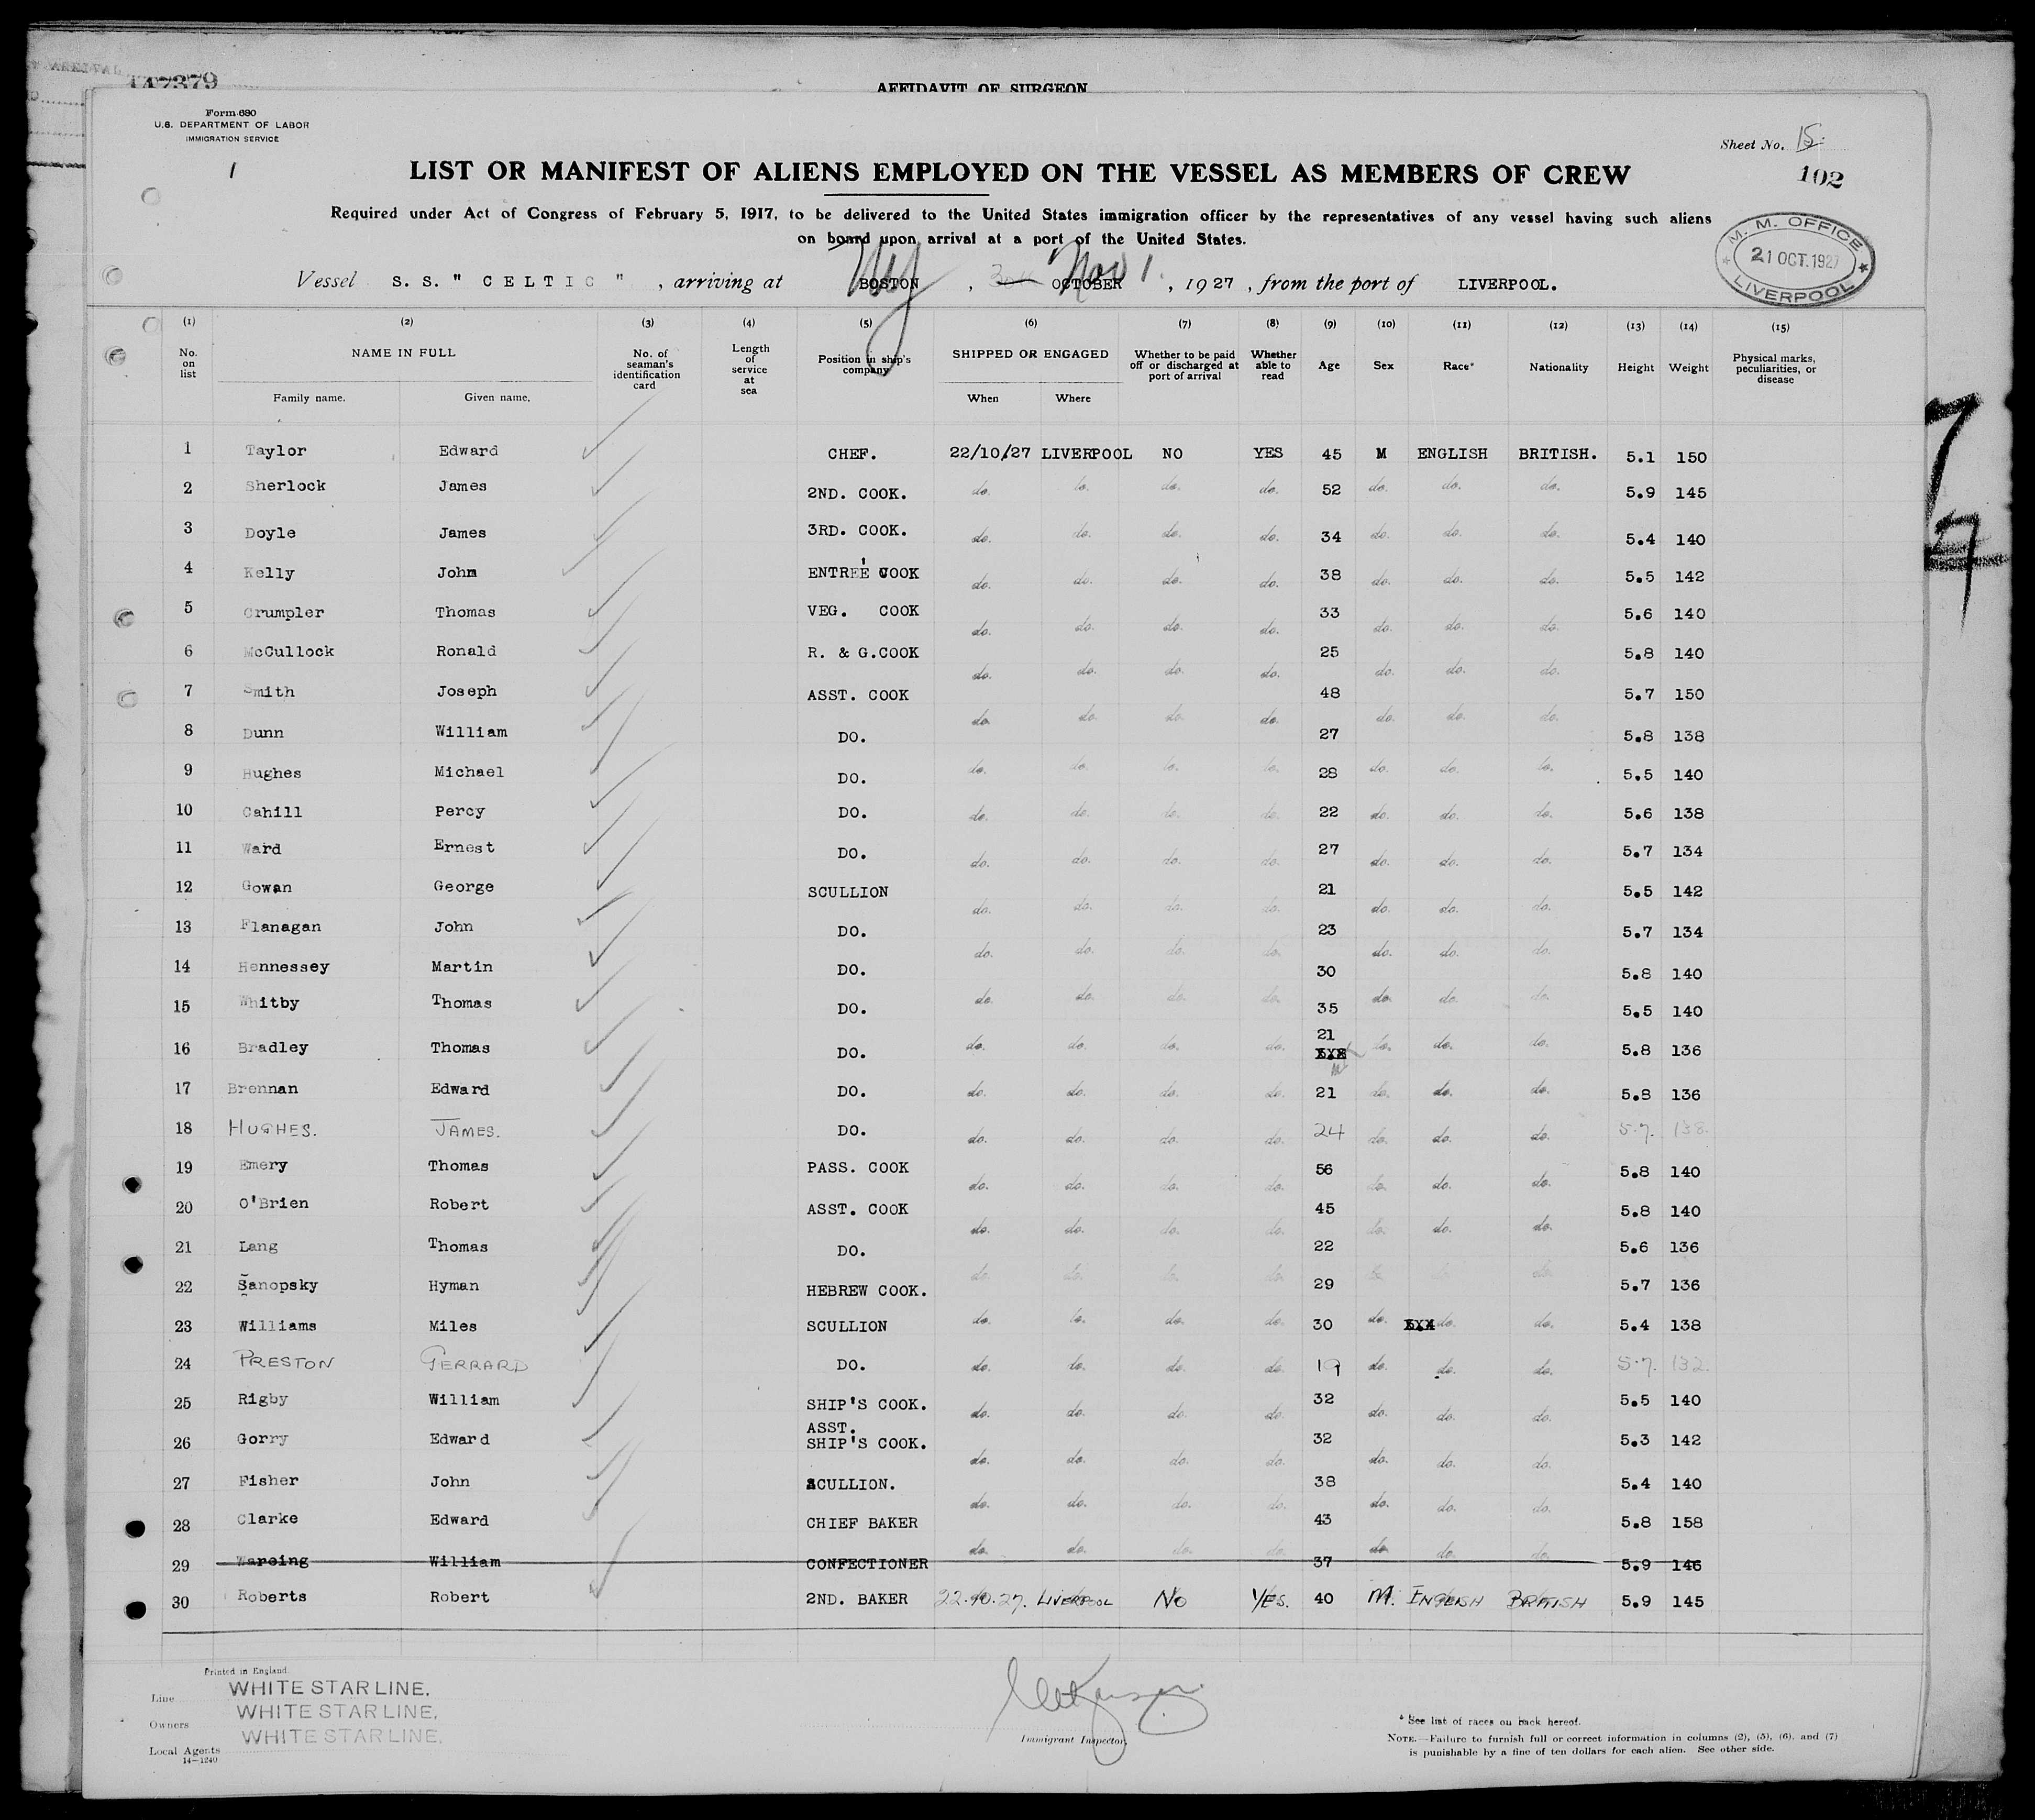 147379
AFFIDAVIT OF SURGEON
Form 680
U.S. DEPARTMENT OF LABOR
IMMIGRATION SERVICE
Sheet No. 15
1
LIST OR MANIFEST OF ALIENS EMPLOYED ON THE VESSEL AS MEMBERS OF CREW
102
Required under Act of Congress of February 5, 1917, to be delivered to the United States immigration officer by the representatives of any vessel having such aliens
on board upon arrival at a port of the United States.
M. M. OFFICE
21 OCT. 1927
LIVERPOOL
Vessel S.S. " CELTIC " , arriving at BOSTON NY , OCTOBER Nov 1. , 1927 , from the port of LIVERPOOL.
(1) (2) (3) (4) (5) (6) (7) (8) (9) (10) (11) (12) (13) (14) (15)
No. on list NAME IN FULL No. of seaman's identification card Length of service at sea Position in ship's company SHIPPED OR ENGAGED Whether to be paid off or discharged at port of arrival Whether able to read Age Sex Race* Nationality Height Weight Physical marks, peculiarities, or disease
Family name. Given name. When Where
1 Taylor Edward CHEF. 22/10/27 LIVERPOOL NO YES 45 M ENGLISH BRITISH. 5.1 150
2 Sherlock James 2ND. COOK. do. do. do. do. 52 do. do. do. 5.9 145
3 Doyle James 3RD. COOK. do. do. do. do. 34 do. do. do. 5.4 140
4 Kelly John ENTREÉ COOK do. do. do. do. 38 do. do. do. 5.5 142
5 Crumpler Thomas VEG. COOK do. do. do. do. 33 do. do. do. 5.6 140
6 McCullock Ronald R. & G.COOK do. do. do. do. 25 do. do. do. 5.8 140
7 Smith Joseph ASST. COOK do. do. do. do. 48 do. do. do. 5.7 150
8 Dunn William DO. 27 5.8 138
9 Hughes Michael DO. do. do. do. do. 28 do. do. do. 5.5 140
10 Cahill Percy DO. do. do. do. do. 22 do. do. do. 5.6 138
11 Ward Ernest DO. do. do. do. do. 27 do. do. do. 5.7 134
12 Gowan George SCULLION do. do. do. do. 21 do. do. do. 5.5 142
13 Flanagan John DO. do. do. do. do. 23 do. do. do. 5.7 134
14 Hennessey Martin DO. 30 5.8 140
15 Whitby Thomas DO. do. do. do. do. 35 do. do. do. 5.5 140
16 Bradley Thomas DO. do. do. do. do. 21 do. do. do. 5.8 136
17 Brennan Edward DO. do. do. do. do. 21 do. do. do. 5.8 136
18 HUGHES. JAMES. DO. do. do. do. do. 24 do. do. do. 5.7. 138.
19 Emery Thomas PASS. COOK do. do. do. do. 56 do. do. do. 5.8 140
20 O'Brien Robert ASST. COOK do. do. do. do. 45 do. do. do. 5.8 140
21 Lang Thomas DO. 22 5.6 136
22 Sanopsky Hyman HEBREW COOK. do. do. do. do. 29 do. do. do. 5.7 136
23 Williams Miles SCULLION do. do. do. do. 30 do. do. do. 5.4 138
24 PRESTON GERRARD DO. do. do. do. do. 19 do. do. do. 5.7. 132.
25 Rigby William SHIP'S COOK. do. do. do. do. 32 do. do. do. 5.5 140
26 Gorry Edward ASST. SHIP'S COOK. do. do. do. do. 32 do. do. do. 5.3 142
27 Fisher John SCULLION. do. do. do. do. 38 do. do. do. 5.4 140
28 Clarke Edward CHIEF BAKER 43 5.8 158
29 Wareing William CONFECTIONER do. do. do. do. 37 do. do. do. 5.9 146
30 Roberts Robert 2ND. BAKER 22.10.27. LIVERPOOL No YES. 40 M. ENGLISH BRITISH 5.9 145
Printed in England.
Line WHITE STAR LINE.
Owners WHITE STAR LINE.
Local Agents WHITE STAR LINE.
14-1240
Immigrant Inspector.
* See list of races on back hereof.
NOTE.—Failure to furnish full or correct information in columns (2), (5), (6), and (7)
is punishable by a fine of ten dollars for each alien. See other side.